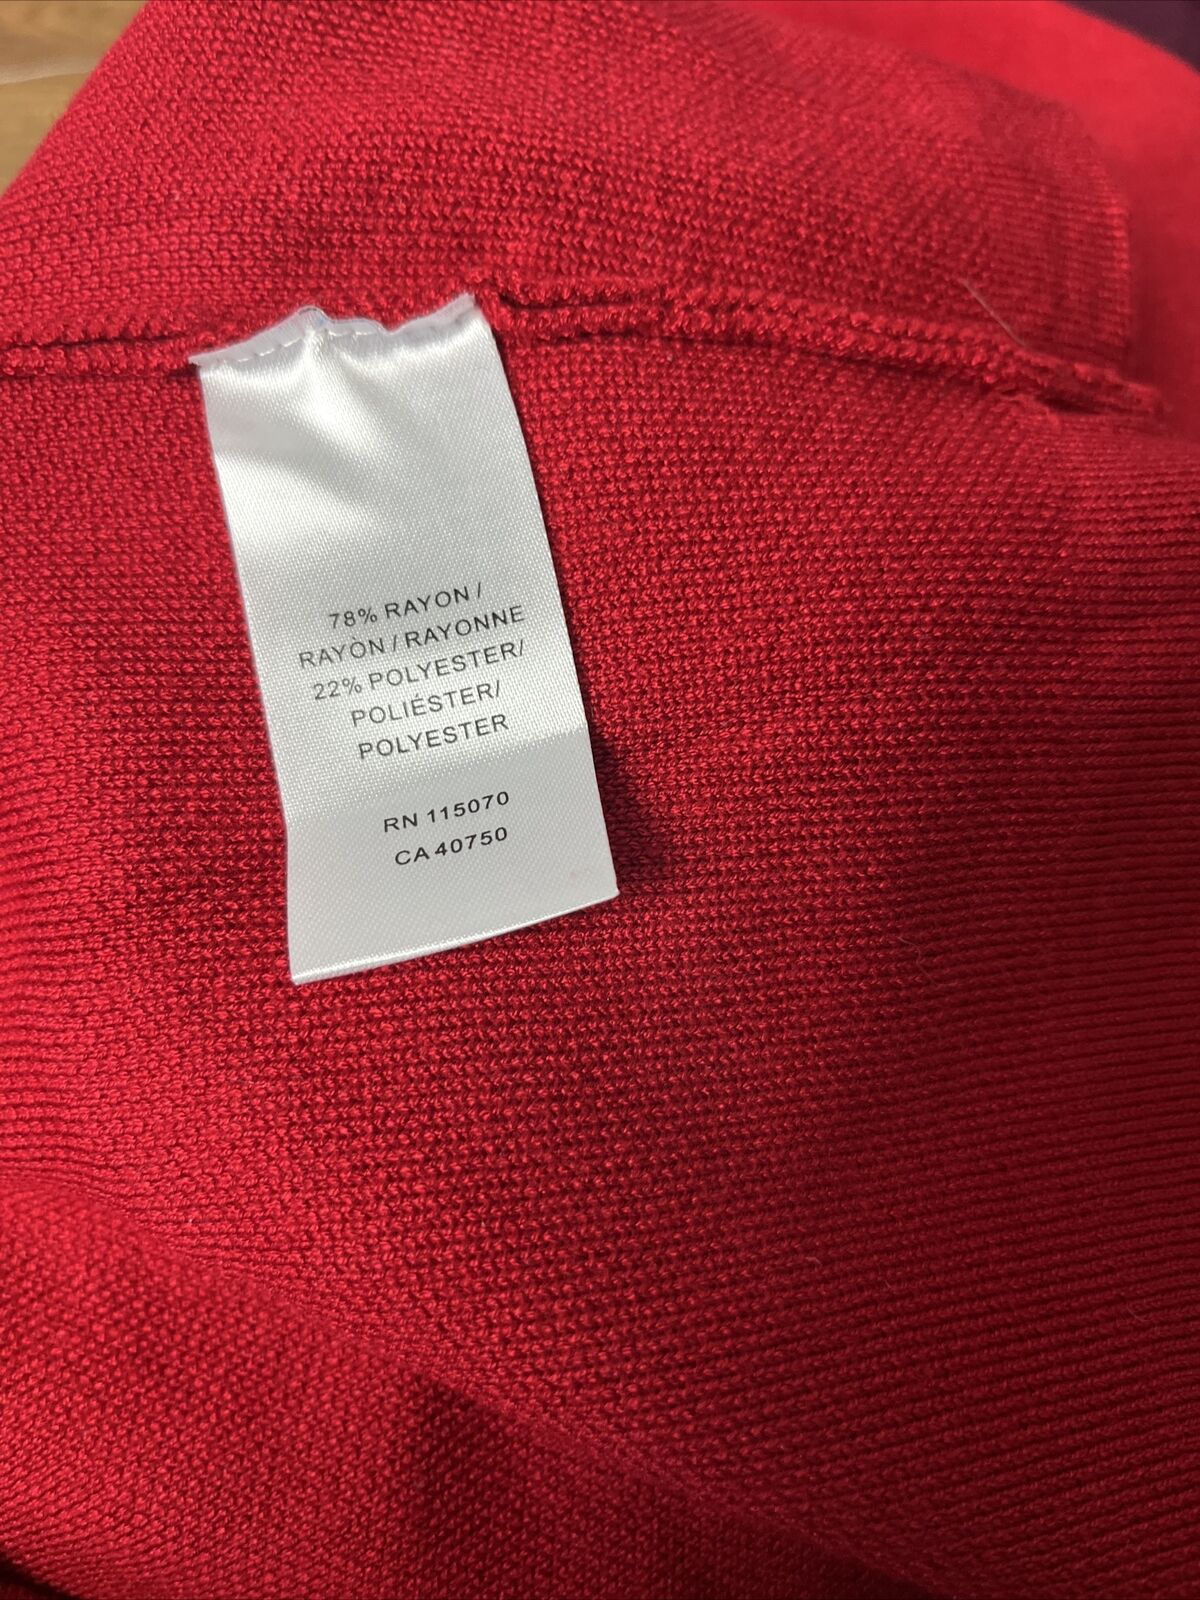 78% RAYON /
RAYÓN / RAYONNE
22% POLYESTER/
POLIÉSTER/
POLYESTER
RN 115070
CA 40750